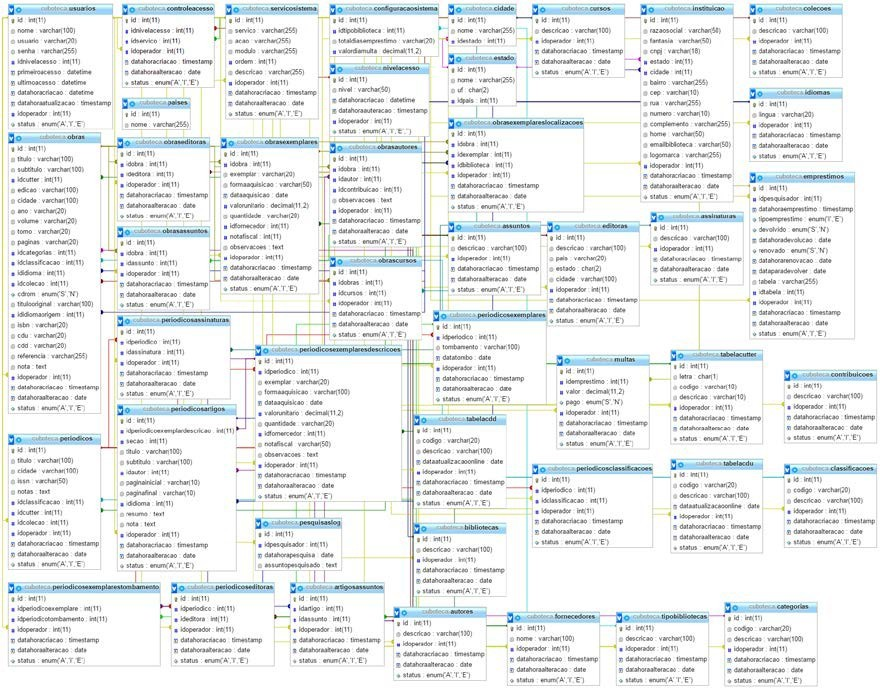 cuboteca usuarios
id : int(11)
nome : varchar(100)
usuario : varchar(20)
senha : varchar(255)
idnivelacesso : int(11)
primeiroacesso : datetime
ultimoacesso : datetime
datahoracriacao : datetime
dataatualizacao : timestamp
idoperador : int(11)
status : enum('A','I','E')
cuboteca controleacesso
id : int(11)
idnivelacesso : int(11)
idservico : int(11)
idoperador : int(11)
datahoracriacao : timestamp
datahoraalteracao : date
status : enum('A','I','E')
cuboteca paises
id : int(11)
nome : varchar(255)
cuboteca servicosistema
id : int(11)
servico : varchar(255)
acao : varchar(255)
modulo : varchar(255)
ordem : int(11)
descricao : varchar(255)
idoperador : int(11)
datahoracriacao : timestamp
datahoraalteracao : date
status : enum('A','I','E')
cuboteca configuracaosistema
id : int(11)
idtipobiblioteca : int(11)
totaldiasemprestimo : varchar(20)
valordiamulta : decimal(11,2)
cuboteca nivelacesso
id : int(11)
nivel : varchar(50)
datahoracriacao : datetime
datahoraalteracao : datetime
idoperador : int(11)
cuboteca cidade
id : int(11)
nome : varchar(255)
idestado : int(11)
cuboteca estado
id : int(11)
nome : varchar(255)
uf : char(2)
idpais : int(11)
cuboteca cursos
id : int(11)
descricao : varchar(100)
idoperador : int(11)
datahoracriacao : timestamp
datahoraalteracao : date
status : enum('A','I','E')
cuboteca instituicao
id : int(11)
razaosocial : varchar(50)
fantasia : varchar(50)
cnpj : varchar(18)
estado : int(11)
cidade : int(11)
bairro : varchar(255)
cep : varchar(10)
rua : varchar(255)
numero : varchar(10)
complemento : varchar(255)
nome : varchar(50)
emailbiblioteca : varchar(50)
logomarca : varchar(255)
datahoracriacao : timestamp
datahoraalteracao : date
cuboteca colecoes
id : int(11)
descricao : varchar(100)
idoperador : int(11)
datahoracriacao : timestamp
datahoraalteracao : date
status : enum('A','I','E')
cuboteca idiomas
id : int(11)
lingua : varchar(20)
idoperador : int(11)
datahoracriacao : timestamp
datahoraalteracao : date
status : enum('A','I','E')
cuboteca obras
id : int(11)
titulo : varchar(100)
subtitulo : varchar(100)
idcutter : int(11)
edicao : varchar(100)
cidade : varchar(100)
ano : varchar(20)
volume : varchar(20)
tomo : varchar(20)
paginas : varchar(20)
idcategorias : int(11)
idclassificacao : int(11)
ididioma : int(11)
idcolecao : int(11)
cdrom : enum('S','N')
titulooriginal : varchar(100)
ididiomaorigem : int(11)
isbn : varchar(20)
cdu : varchar(20)
cdd : varchar(20)
referencia : varchar(255)
nota : text
idoperador : int(11)
datahoracriacao : timestamp
datahoraalteracao : date
status : enum('A','I','E')
cuboteca obraseditoras
id : int(11)
idobra : int(11)
ideditora : int(11)
idoperador : int(11)
datahoracriacao : timestamp
datahoraalteracao : date
status : enum('A','I','E')
cuboteca obrasassuntos
id : int(11)
idobra : int(11)
idassunto : int(11)
idoperador : int(11)
datahoracriacao : timestamp
datahoraalteracao : date
status : enum('A','I','E')
cuboteca obrasexemplares
id : int(11)
idobra : int(11)
exemplar : varchar(20)
formaaquisicao : varchar(50)
dataaquisicao : date
valorunitario : decimal(11,2)
quantidade : varchar(20)
idfornecedor : int(11)
notafiscal : int(11)
observacoes : text
idoperador : int(11)
datahoracriacao : timestamp
datahoraalteracao : date
status : enum('A','I','E')
cuboteca obrasautores
id : int(11)
idobra : int(11)
idautor : int(11)
idcontribuicao : int(11)
observacoes : text
idoperador : int(11)
datahoracriacao : timestamp
datahoraalteracao : date
status : enum('A','I','E')
cuboteca obrascursos
id : int(11)
idobras : int(11)
idcursos : int(11)
idoperador : int(11)
datahoracriacao : timestamp
datahoraalteracao : date
status : enum('A','I','E')
cuboteca obrasexemplareslocalizacoes
id : int(11)
idobra : int(11)
idexemplar : int(11)
idbiblioteca : int(11)
idoperador : int(11)
datahoracriacao : timestamp
datahoraalteracao : date
status : enum('A','I','E')
cuboteca assuntos
id : int(11)
descricao : varchar(100)
idoperador : int(11)
datahoracriacao : timestamp
datahoraalteracao : date
status : enum('A','I','E')
cuboteca editoras
id : int(11)
descricao : varchar(100)
pais : varchar(20)
estado : char(2)
cidade : varchar(100)
idoperador : int(11)
datahoracriacao : timestamp
datahoraalteracao : date
status : enum('A','I','E')
cuboteca assinaturas
id : int(11)
descricao : varchar(100)
idoperador : int(11)
datahoracriacao : timestamp
datahoraalteracao : date
status : enum('A','I','E')
cuboteca emprestimos
id : int(11)
idpesquisador : int(11)
datahoraemprestimo : timestamp
tipoemprestimo : enum('I','E')
devolvido : enum('S','N')
datahoradevolucao : date
renovado : enum('S','N')
datahorarenovacao : date
dataparadevolver : date
tabela : varchar(255)
idtabela : int(11)
idoperador : int(11)
datahoracriacao : timestamp
datahoraalteracao : date
status : enum('A','I','E')
cuboteca periodicosassinaturas
id : int(11)
idperiodico : int(11)
idassinatura : int(11)
idoperador : int(11)
datahoracriacao : timestamp
datahoraalteracao : date
status : enum('A','I','E')
cuboteca periodicosexemplaresdescricoes
id : int(11)
idperiodico : int(11)
exemplar : varchar(20)
formaaquisicao : varchar(100)
dataaquisicao : date
valorunitario : decimal(11,2)
quantidade : varchar(20)
idfornecedor : int(11)
notafiscal : varchar(50)
observacoes : text
idoperador : int(11)
datahoracriacao : timestamp
datahoraalteracao : date
status : enum('A','I','E')
cuboteca periodicosexemplares
id : int(11)
idperiodico : int(11)
tombamento : varchar(100)
datatombo : date
idoperador : int(11)
datahoracriacao : timestamp
datahoraalteracao : date
status : enum('A','I','E')
cuboteca multas
id : int(11)
idemprestimo : int(11)
valor : decimal(11,2)
pago : enum('S','N')
idoperador : int(11)
datahoracriacao : timestamp
datahoraalteracao : date
status : enum('A','I','E')
cuboteca tabelacutter
id : int(11)
letra : char(1)
codigo : varchar(10)
descricao : varchar(10)
idoperador : int(11)
datahoracriacao : timestamp
datahoraalteracao : date
status : enum('A','I','E')
cuboteca contribuicoes
id : int(11)
descricao : varchar(100)
idoperador : int(11)
datahoracriacao : timestamp
datahoraalteracao : date
status : enum('A','I','E')
cuboteca periodicos
id : int(11)
titulo : varchar(100)
cidade : varchar(100)
issn : varchar(50)
notas : text
idclassificacao : int(11)
idcutter : int(11)
idcolecao : int(11)
idoperador : int(11)
datahoracriacao : timestamp
datahoraalteracao : date
status : enum('A','I','E')
cuboteca periodicosartigos
id : int(11)
idperiodicoexemplardescricao : int(11)
secao : int(11)
titulo : varchar(100)
subtitulo : varchar(100)
idautor : int(11)
paginainicial : varchar(10)
paginafinal : varchar(10)
ididioma : int(11)
resumo : text
nota : text
idoperador : int(11)
datahoracriacao : timestamp
datahoraalteracao : date
status : enum('A','I','E')
cuboteca tabelacdd
id : int(11)
codigo : varchar(20)
descricao : varchar(100)
dataatualizacaoonline : date
idoperador : int(11)
datahoracriacao : timestamp
datahoraalteracao : date
status : enum('A','I','E')
cuboteca periodicosclassificacoes
id : int(11)
idperiodico : int(11)
idclassificacao : int(11)
idoperador : int(11)
datahoracriacao : timestamp
datahoraalteracao : date
status : enum('A','I','E')
cuboteca tabelacdu
id : int(11)
codigo : varchar(20)
descricao : varchar(100)
dataatualizacaoonline : date
idoperador : int(11)
datahoracriacao : timestamp
datahoraalteracao : date
status : enum('A','I','E')
cuboteca classificacoes
id : int(11)
codigo : varchar(20)
descricao : varchar(100)
idoperador : int(11)
datahoracriacao : timestamp
datahoraalteracao : date
status : enum('A','I','E')
cuboteca pesquisaslog
id : int(11)
idpesquisador : int(11)
datahorapesquisa : date
assuntopesquisado : text
cuboteca bibliotecas
id : int(11)
descricao : varchar(100)
idoperador : int(11)
datahoracriacao : timestamp
datahoraalteracao : date
status : enum('A','I','E')
cuboteca periodicosexemplarestombamento
id : int(11)
idperiodicoexemplare : int(11)
idperiodicotombamento : int(11)
idoperador : int(11)
datahoracriacao : timestamp
datahoraalteracao : date
status : enum('A','I','E')
cuboteca periodicoseditoras
id : int(11)
idperiodico : int(11)
ideditora : int(11)
idoperador : int(11)
datahoracriacao : timestamp
datahoraalteracao : date
status : enum('A','I','E')
cuboteca artigosassuntos
id : int(11)
idartigo : int(11)
idassunto : int(11)
idoperador : int(11)
datahoracriacao : timestamp
datahoraalteracao : date
status : enum('A','I','E')
cuboteca autores
id : int(11)
descricao : varchar(100)
idoperador : int(11)
datahoracriacao : timestamp
datahoraalteracao : date
status : enum('A','I','E')
cuboteca fornecedores
id : int(11)
nome : varchar(100)
idoperador : int(11)
datahoracriacao : timestamp
datahoraalteracao : date
status : enum('A','I','E')
cuboteca tipobibliotecas
id : int(11)
descricao : varchar(100)
idoperador : int(11)
datahoracriacao : timestamp
datahoraalteracao : date
status : enum('A','I','E')
cuboteca categorias
id : int(11)
codigo : varchar(20)
descricao : varchar(100)
idoperador : int(11)
datahoracriacao : timestamp
datahoraalteracao : date
status : enum('A','I','E')